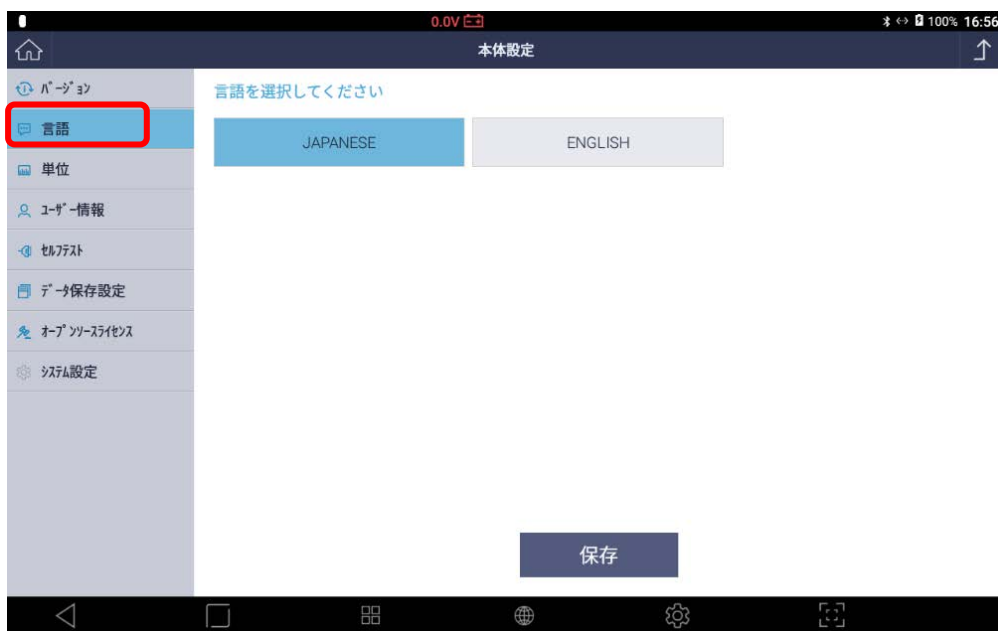 0.0V
100% 16:56
本体設定
ﾊﾞｰｼﾞｮﾝ
言語
単位
ﾕｰｻﾞｰ情報
ｾﾙﾌﾃｽﾄ
ﾃﾞｰﾀ保存設定
ｵｰﾌﾟﾝｿｰｽﾗｲｾﾝｽ
ｼｽﾃﾑ設定
言語を選択してください
JAPANESE
ENGLISH
保存